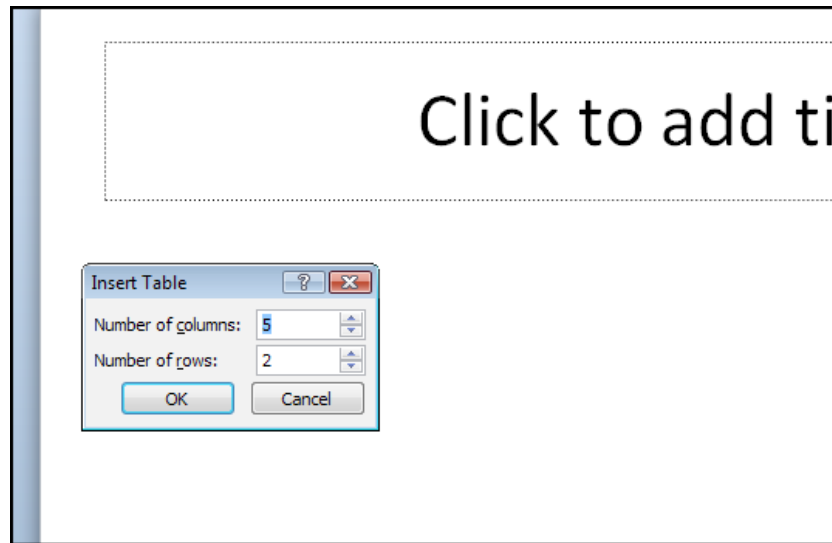 Click to add ti
Insert Table
?
Number of columns: 5
Number of rows: 2
OK Cancel